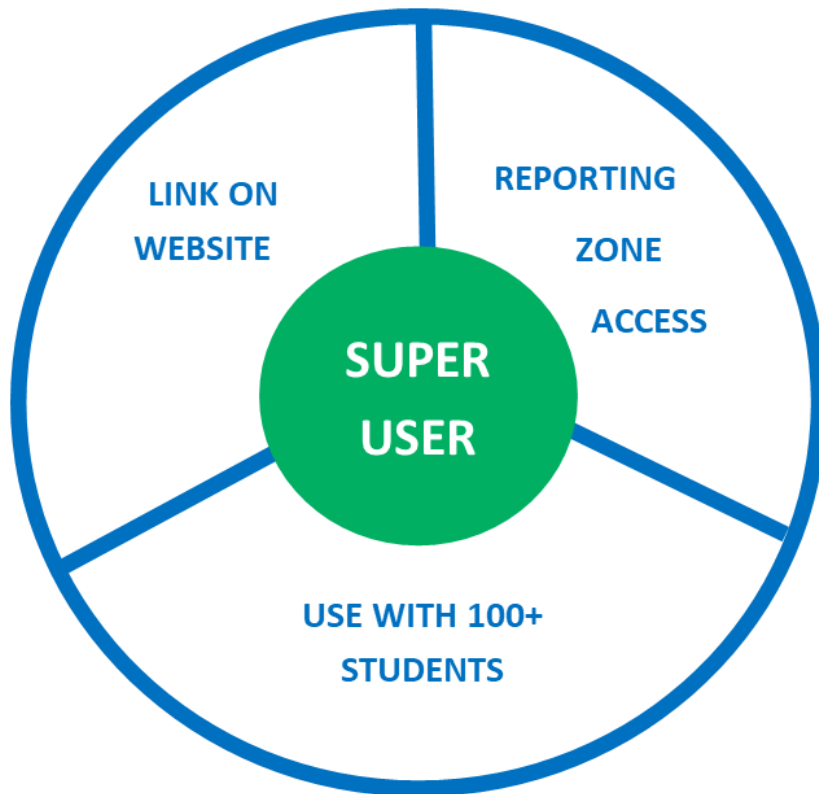 LINK ON
WEBSITE
REPORTING
ZONE
ACCESS
SUPER
USER
USE WITH 100+
STUDENTS